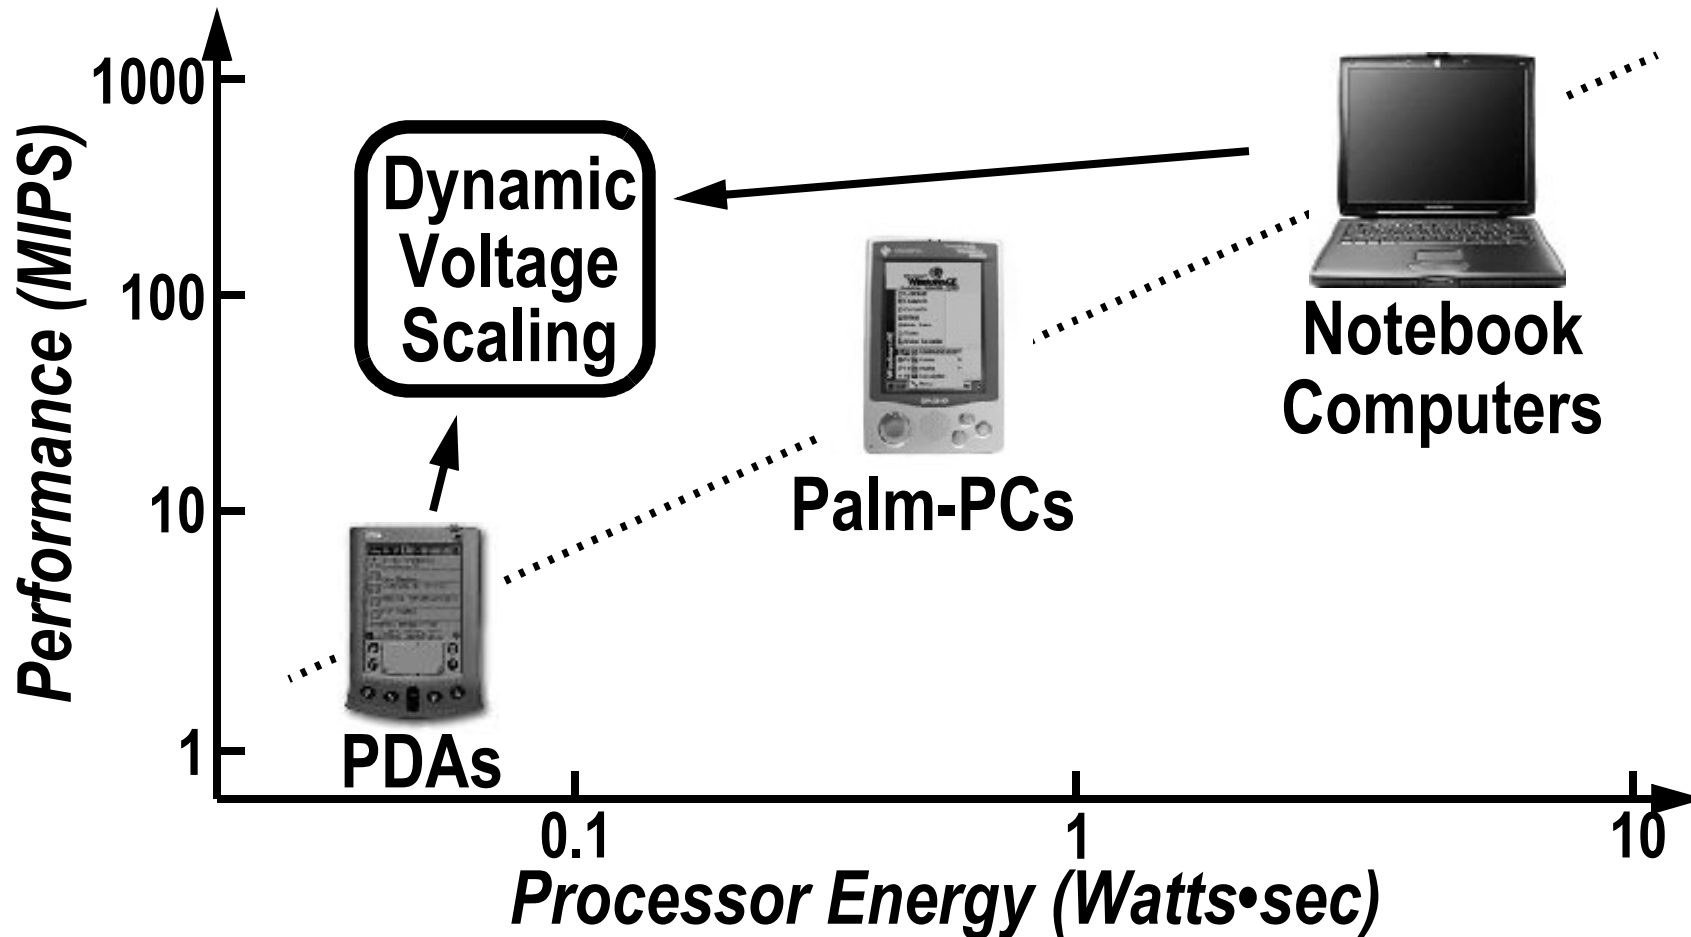 1000
Performance (MIPS)
Dynamic
Voltage
Scaling
100
Notebook
Computers
10
Palm-PCs
1
PDAs
0.1
1
10
Processor Energy (Watts•sec)